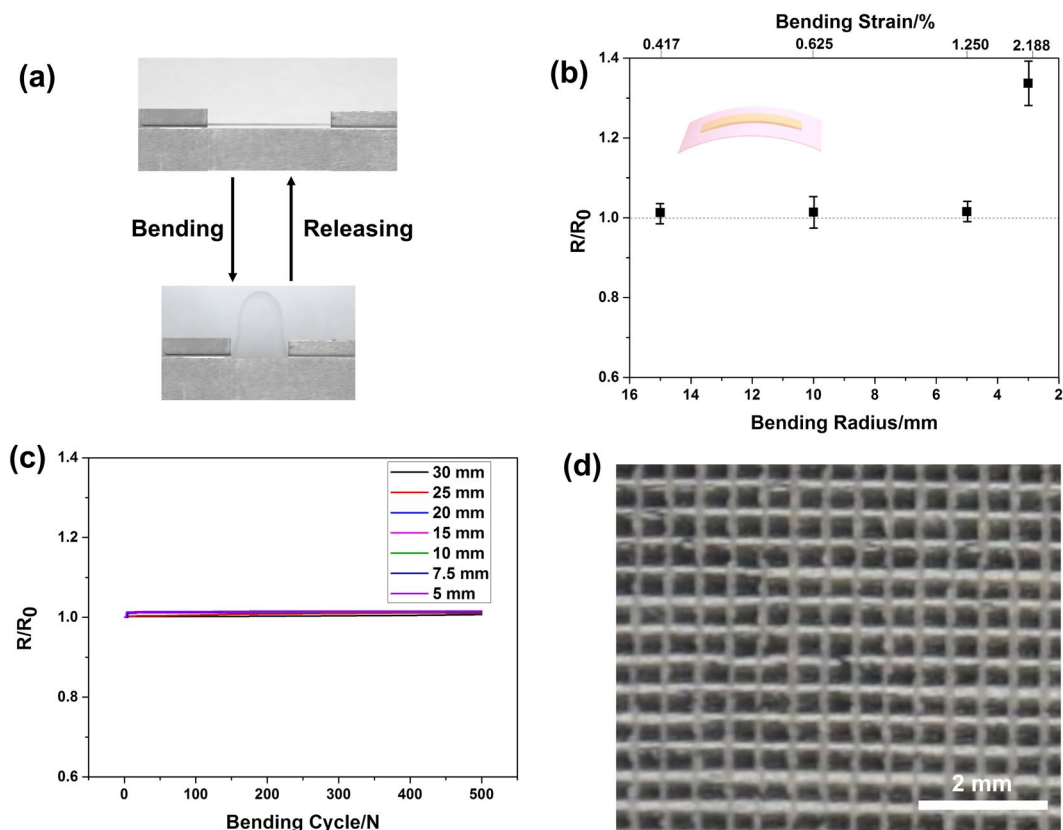 (a)
Bending
Releasing
(b)
Bending Strain/%
0.417 0.625 1.250 2.188
1.4
1.2
1.0
0.8
0.6
R/R0
16 14 12 10 8 6 4 2
Bending Radius/mm
(c)
1.4
1.2
1.0
0.8
0.6
R/R0
30 mm
25 mm
20 mm
15 mm
10 mm
7.5 mm
5 mm
0 100 200 300 400 500
Bending Cycle/N
(d)
2 mm